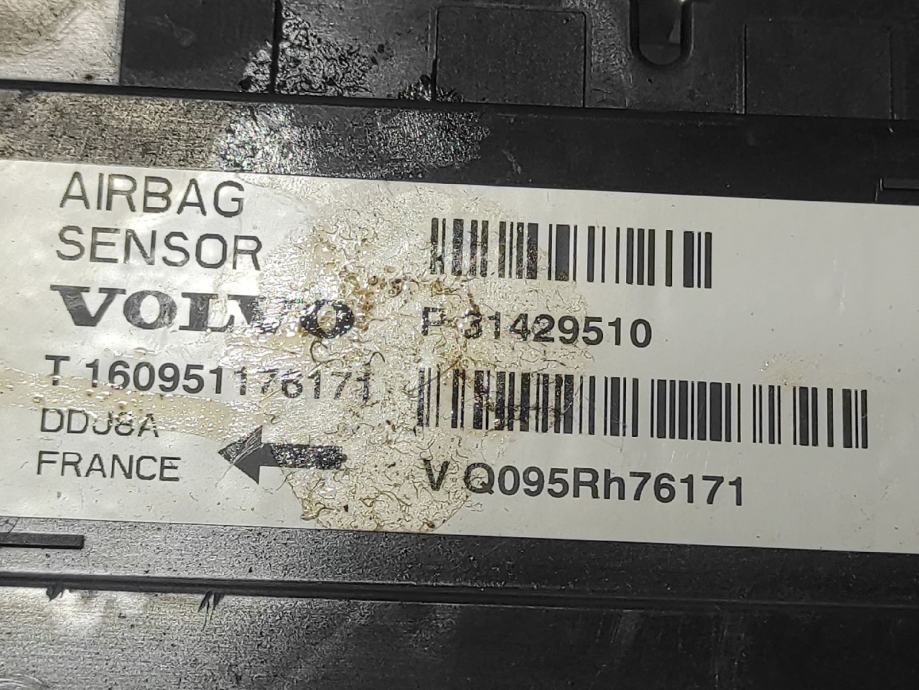 AIRBAG
SENSOR
VOLVO
P 31429510
T 160951176171
DDJ8A
FRANCE
V Q095Rh76171